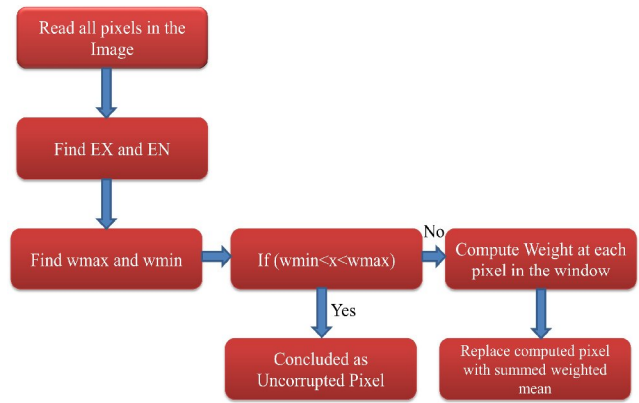 Read all pixels in the
Image
Find EX and EN
Find wmax and wmin
If (wmin<x<wmax)
No
Compute Weight at each
pixel in the window
Yes
Concluded as
Uncorrupted Pixel
Replace computed pixel
with summed weighted
mean